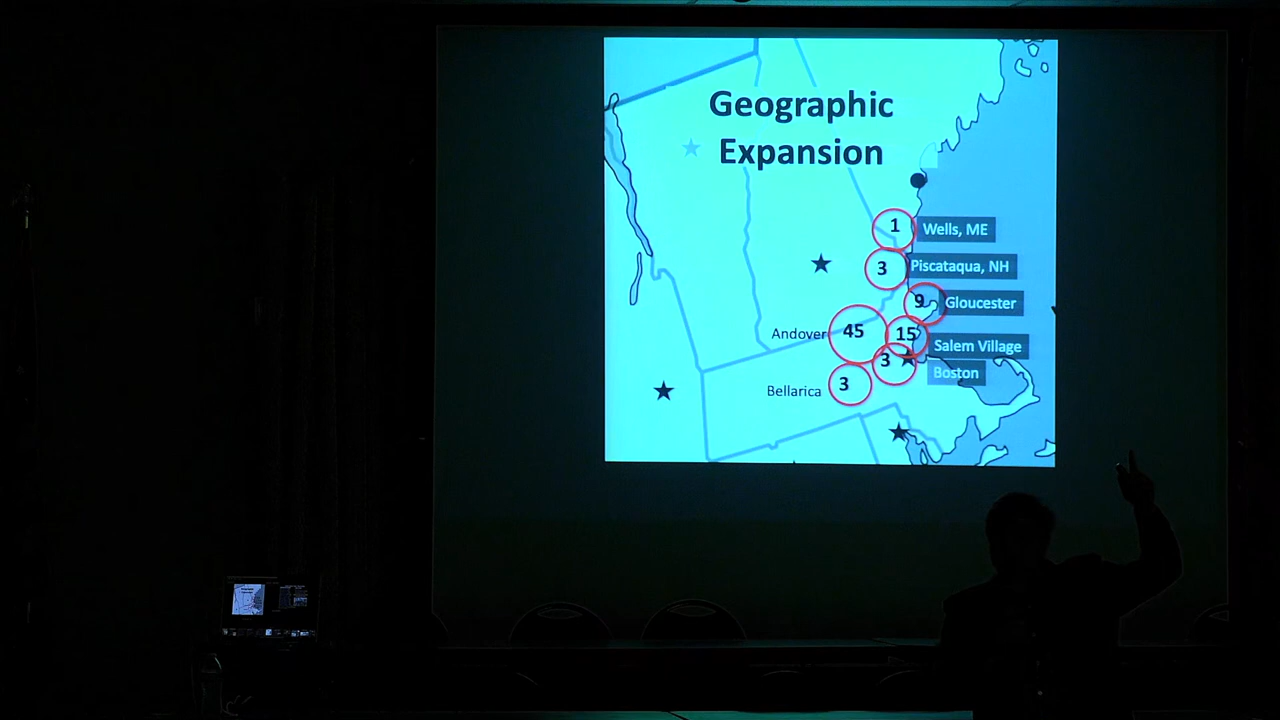 Geographic
Expansion
1 Wells, ME
3 Piscataqua, NH
9 Gloucester
Andover 45 15
Salem Village
3
Boston
Bellarica 3